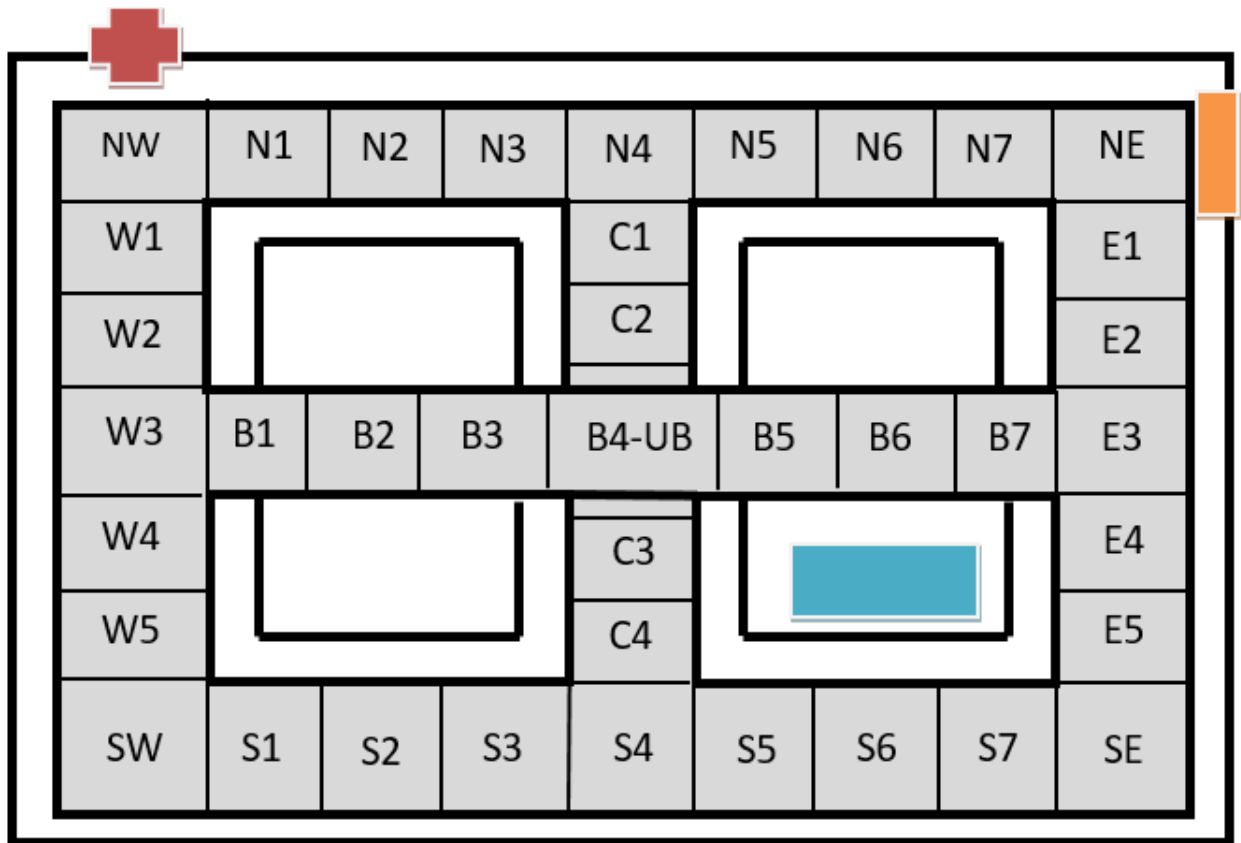 NW N1 N2 N3 N4 N5 N6 N7 NE
W1 C1 E1
W2 C2 E2
W3 B1 B2 B3 B4-UB B5 B6 B7 E3
W4 C3 E4
W5 C4 E5
SW S1 S2 S3 S4 S5 S6 S7 SE